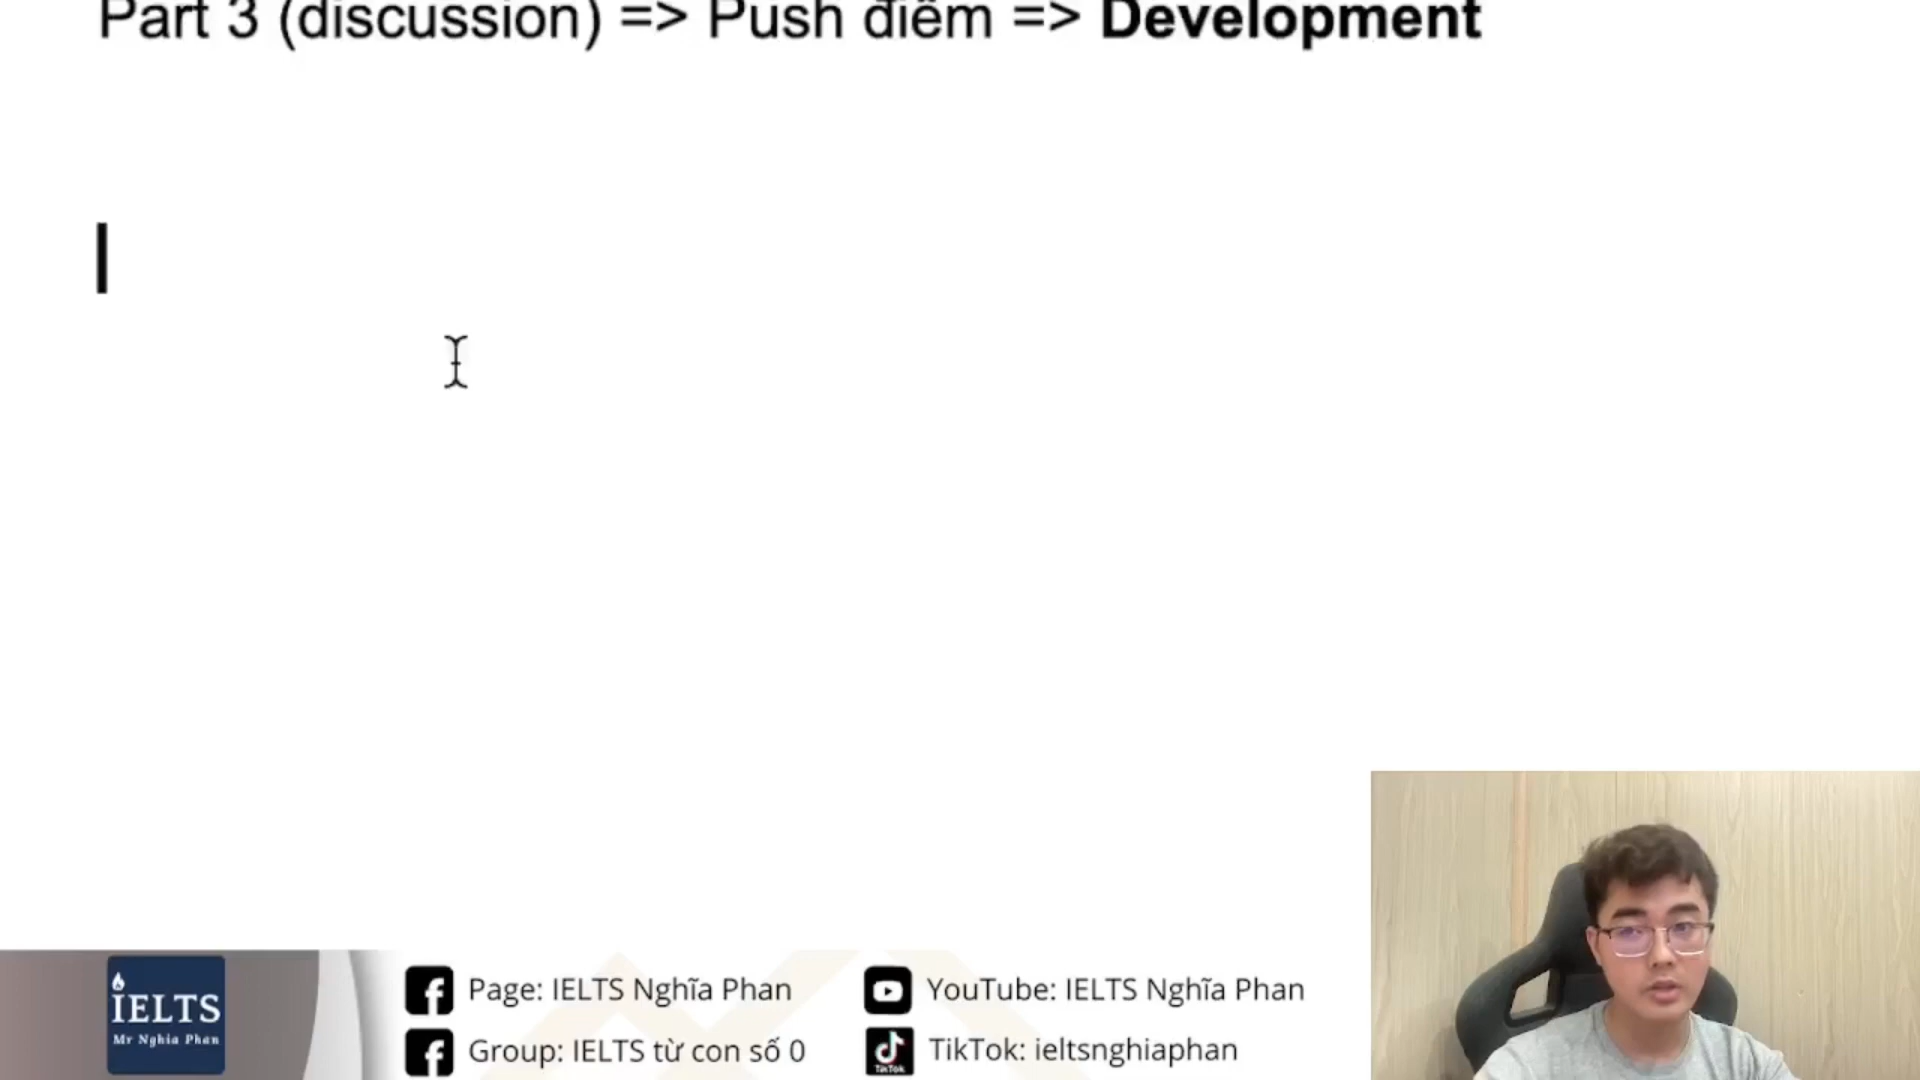 Part 3 (discussion) => Push điểm => Development
IELTS
Mr Nghia Phan
Page: IELTS Nghĩa Phan
Group: IELTS từ con số 0
YouTube: IELTS Nghĩa Phan
TikTok
TikTok: ieltsnghiaphan